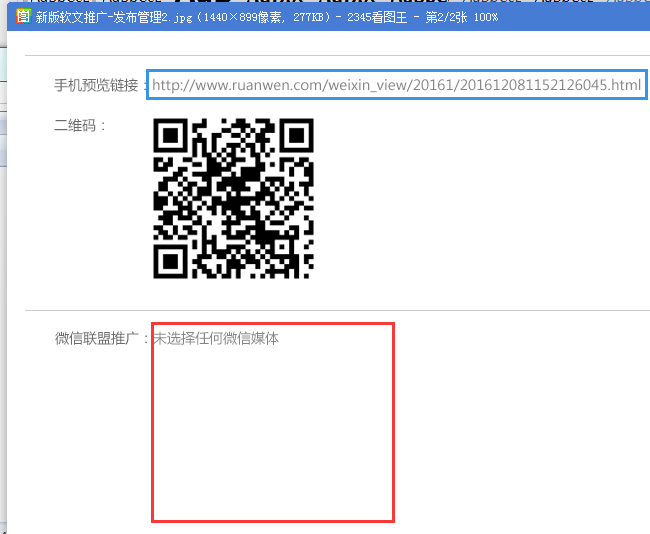 新版软文推广-发布管理2.jpg（1440×899像素, 277KB）- 2345看图王 - 第2/2张 100%
手机预览链接：http://www.ruanwen.com/weixin_view/20161/201612081152126045.html
二维码：
微信联盟推广：未选择任何微信媒体